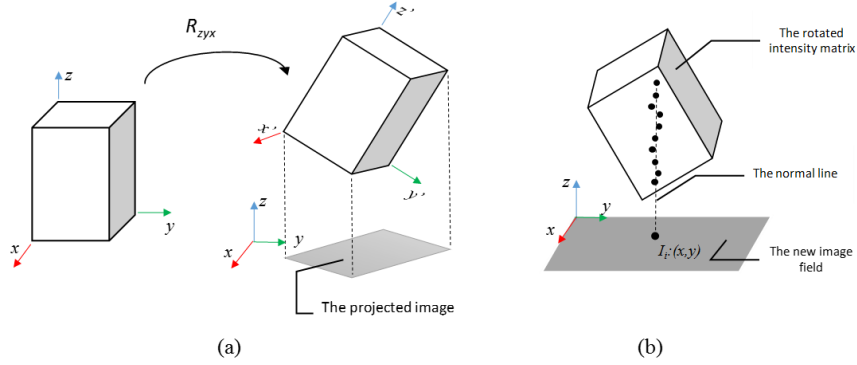 R_zyx
z
y
x
z'
x'
y'
z
y
x
The projected image
(a)
The rotated
intensity matrix
The normal line
z
y
x
I_i:(x,y)
The new image
field
(b)